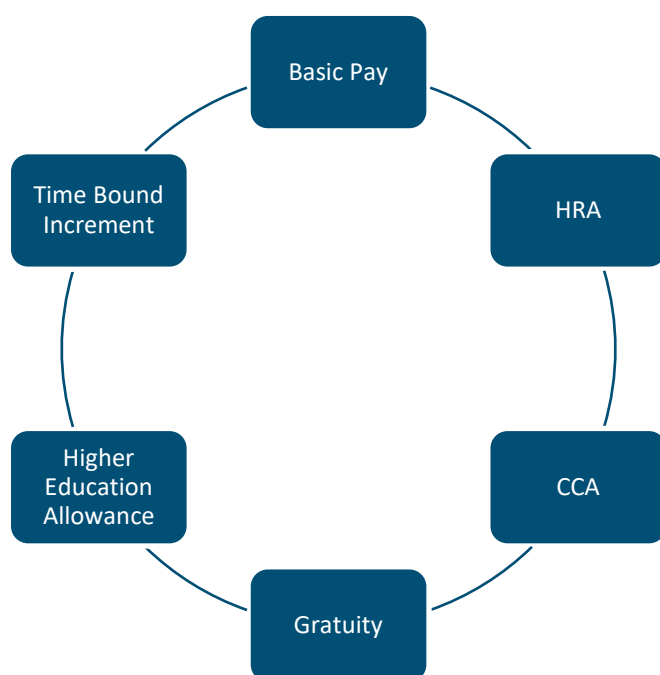 Basic Pay
HRA
CCA
Gratuity
Higher
Education
Allowance
Time Bound
Increment